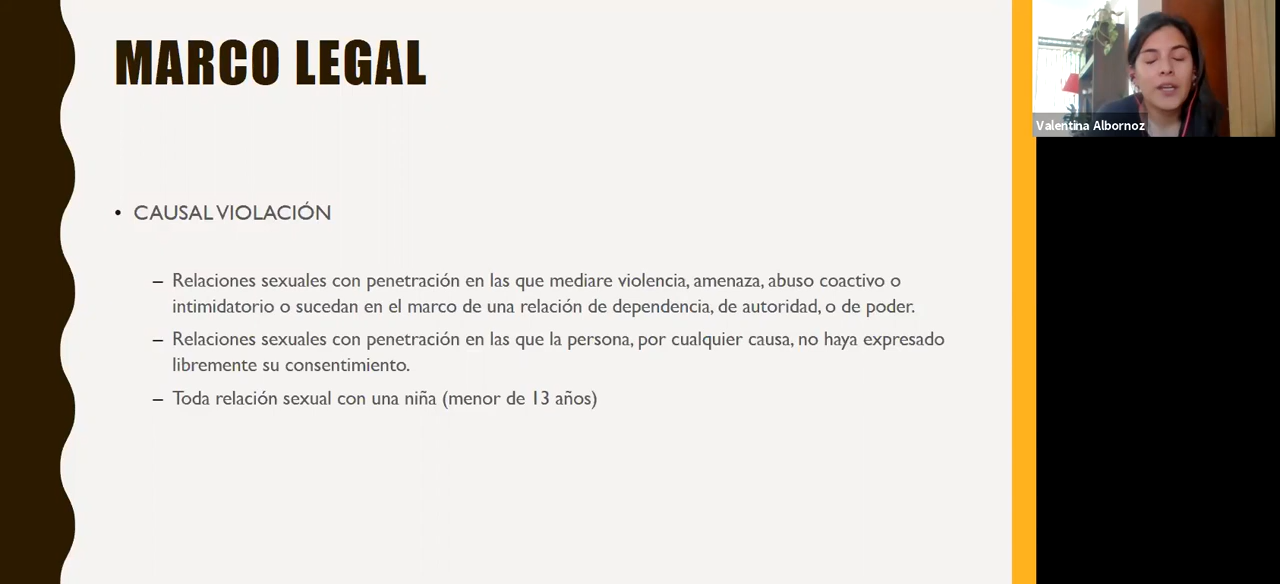 MARCO LEGAL
Valentina Albornoz
• CAUSAL VIOLACIÓN
– Relaciones sexuales con penetración en las que mediare violencia, amenaza, abuso coactivo o
intimidatorio o sucedan en el marco de una relación de dependencia, de autoridad, o de poder.
– Relaciones sexuales con penetración en las que la persona, por cualquier causa, no haya expresado
libremente su consentimiento.
– Toda relación sexual con una niña (menor de 13 años)